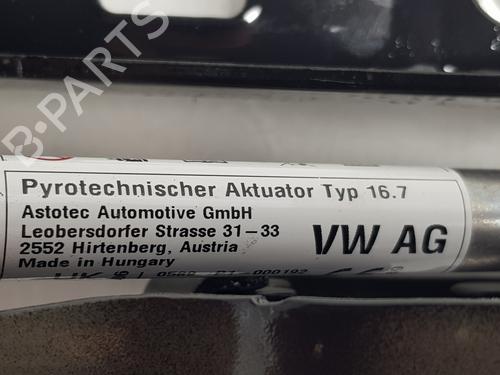 B-PARTS
Pyrotechnischer Aktuator Typ 16.7
Astotec Automotive GmbH
Leobersdorfer Strasse 31-33
2552 Hirtenberg, Austria
Made in Hungary
VW AG